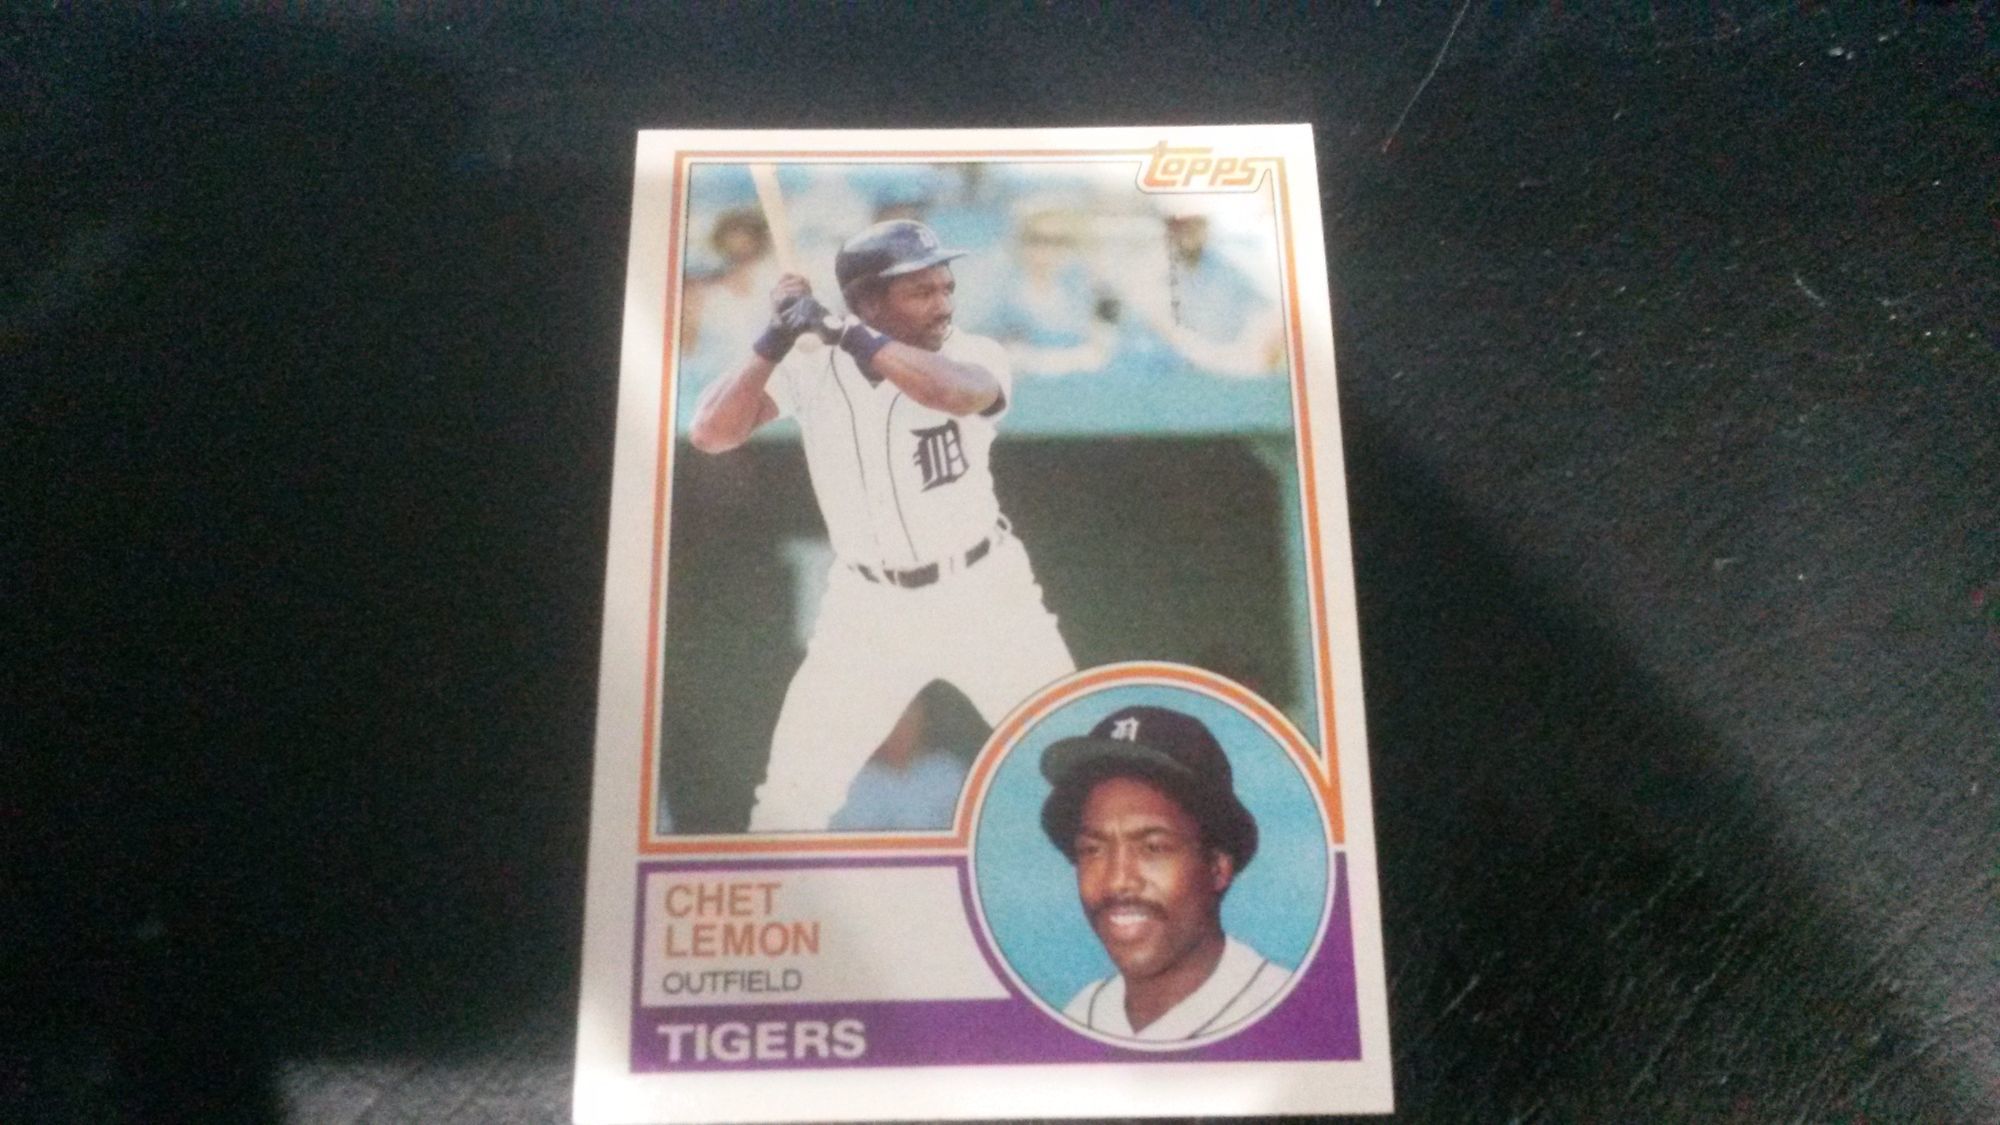 topps
D
D
CHET
LEMON
OUTFIELD
TIGERS